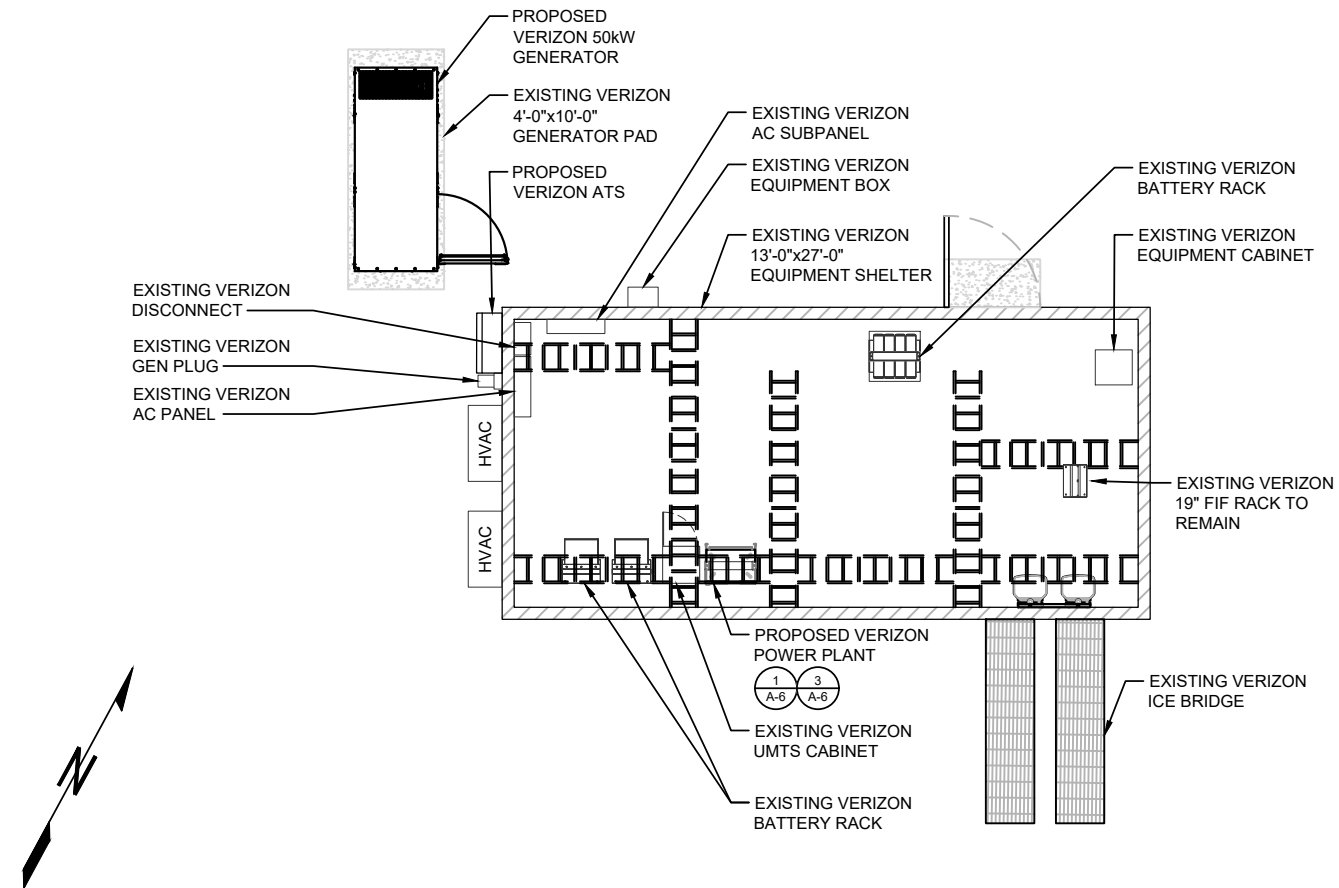 PROPOSED
VERIZON 50kW
GENERATOR
EXISTING VERIZON
4'-0"x10'-0"
GENERATOR PAD
PROPOSED
VERIZON ATS
EXISTING VERIZON
AC SUBPANEL
EXISTING VERIZON
EQUIPMENT BOX
EXISTING VERIZON
13'-0"x27'-0"
EQUIPMENT SHELTER
EXISTING VERIZON
BATTERY RACK
EXISTING VERIZON
EQUIPMENT CABINET
EXISTING VERIZON
DISCONNECT
EXISTING VERIZON
GEN PLUG
EXISTING VERIZON
AC PANEL
HVAC
HVAC
EXISTING VERIZON
19" FIF RACK TO
REMAIN
PROPOSED VERIZON
POWER PLANT
1
A-6
3
A-6
EXISTING VERIZON
UMTS CABINET
EXISTING VERIZON
BATTERY RACK
EXISTING VERIZON
ICE BRIDGE
N